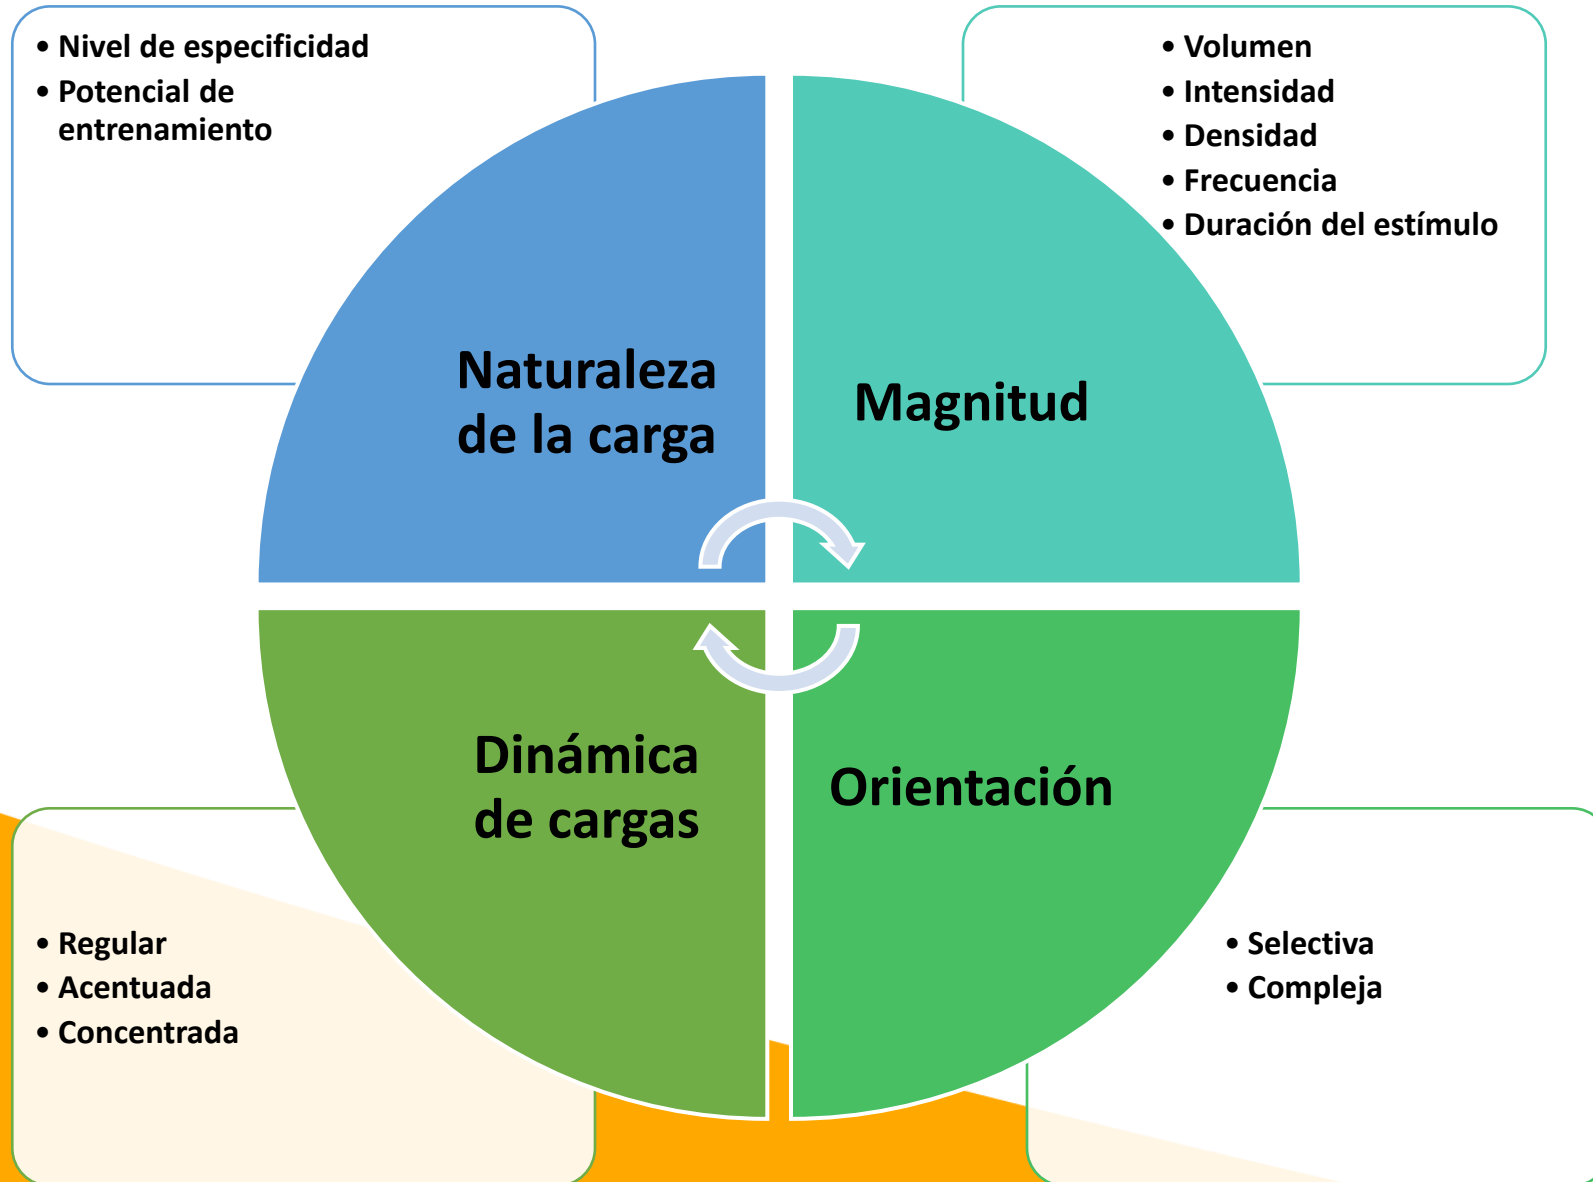 • Nivel de especificidad
• Potencial de
entrenamiento
• Volumen
• Intensidad
• Densidad
• Frecuencia
• Duración del estímulo
Naturaleza
de la carga
Magnitud
Dinámica
de cargas
Orientación
• Regular
• Acentuada
• Concentrada
• Selectiva
• Compleja